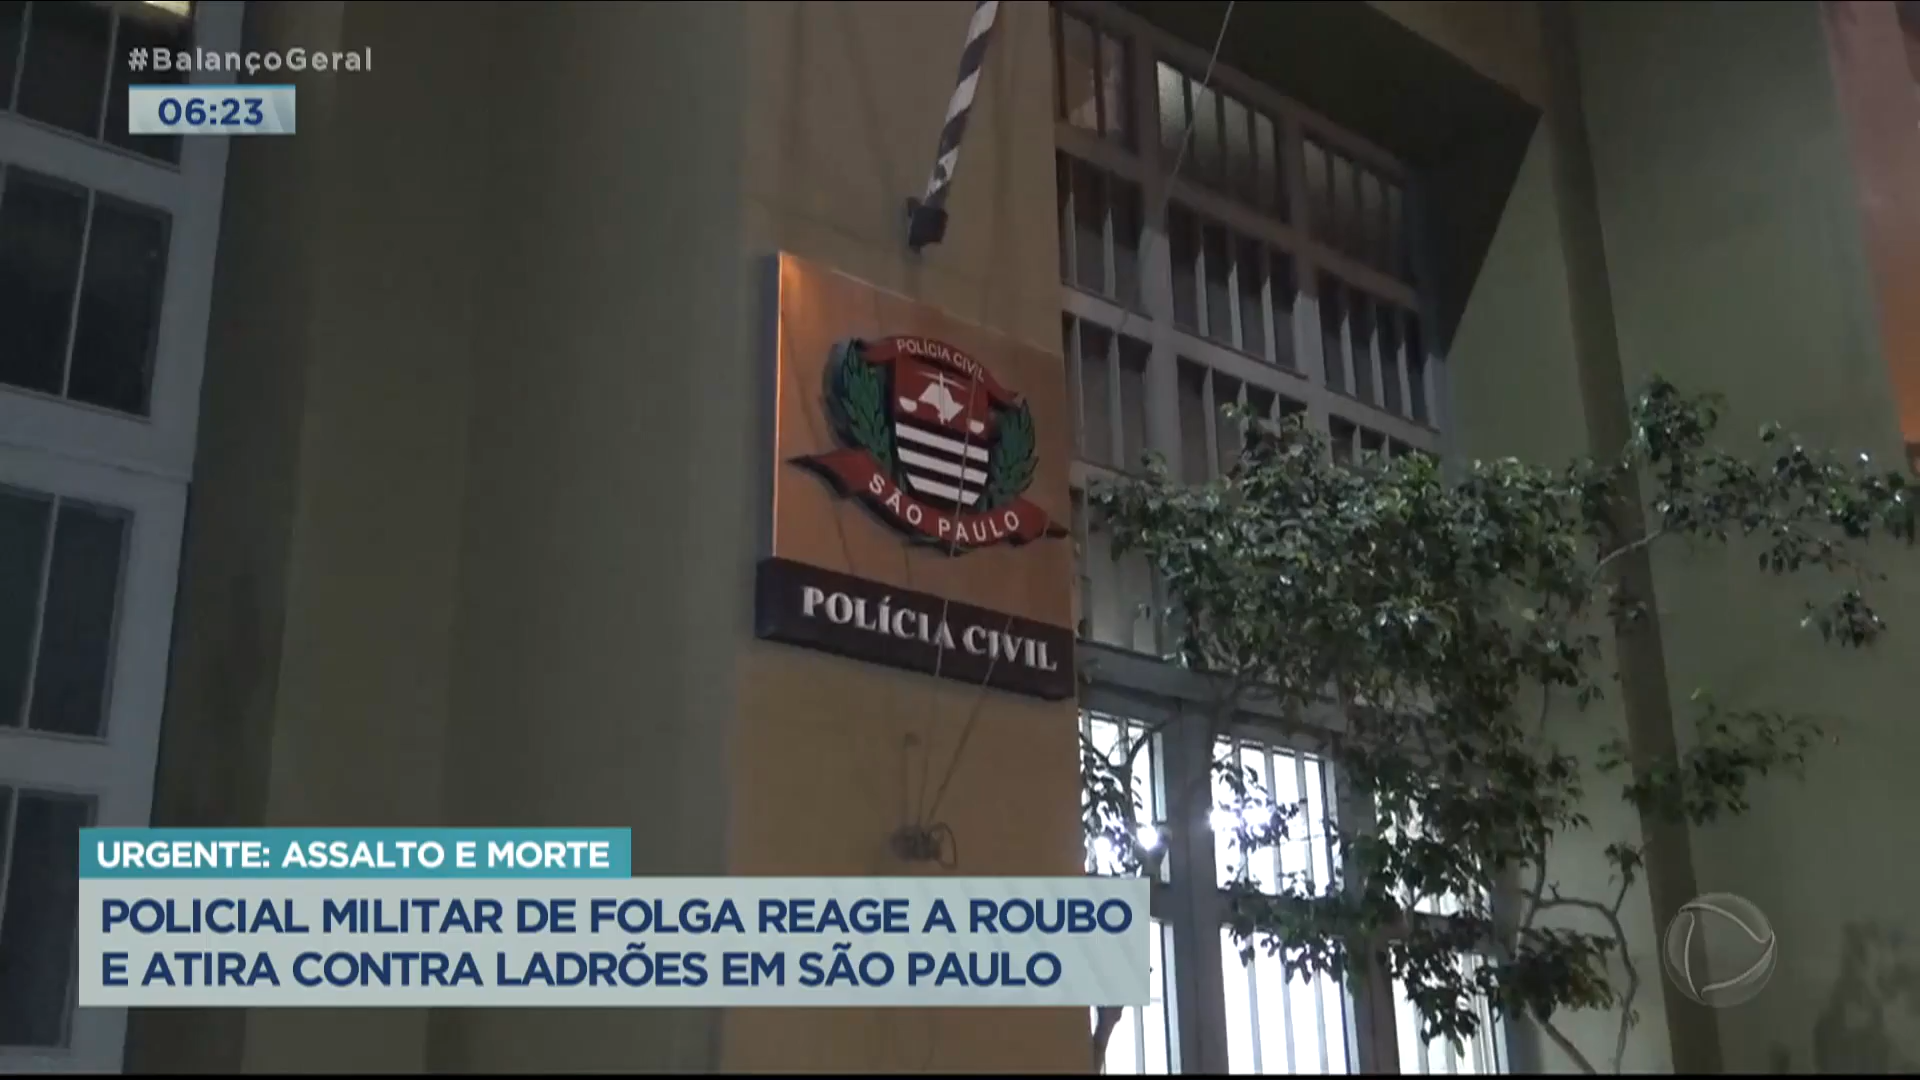 #BalançoGeral
06:23
POLÍCIA CIVIL
SÃO PAULO
POLÍCIA CIVIL
URGENTE: ASSALTO E MORTE
POLICIAL MILITAR DE FOLGA REAGE A ROUBO
E ATIRA CONTRA LADRÕES EM SÃO PAULO